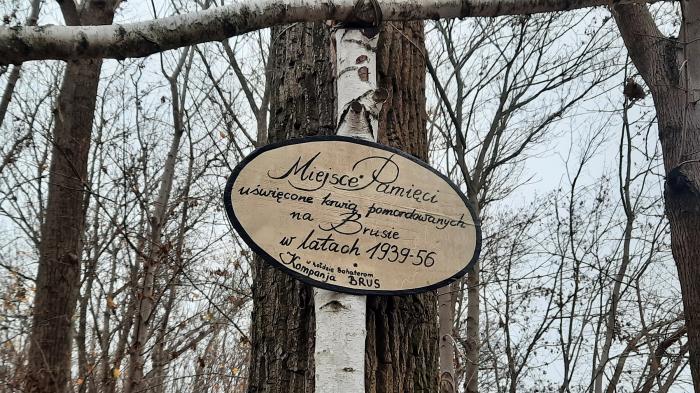 Miejsce Pamięci
uświęcone krwią pomordowanych
na Brusie
w latach 1939-56
w hołdzie Bohaterom
Kompanja BRUS